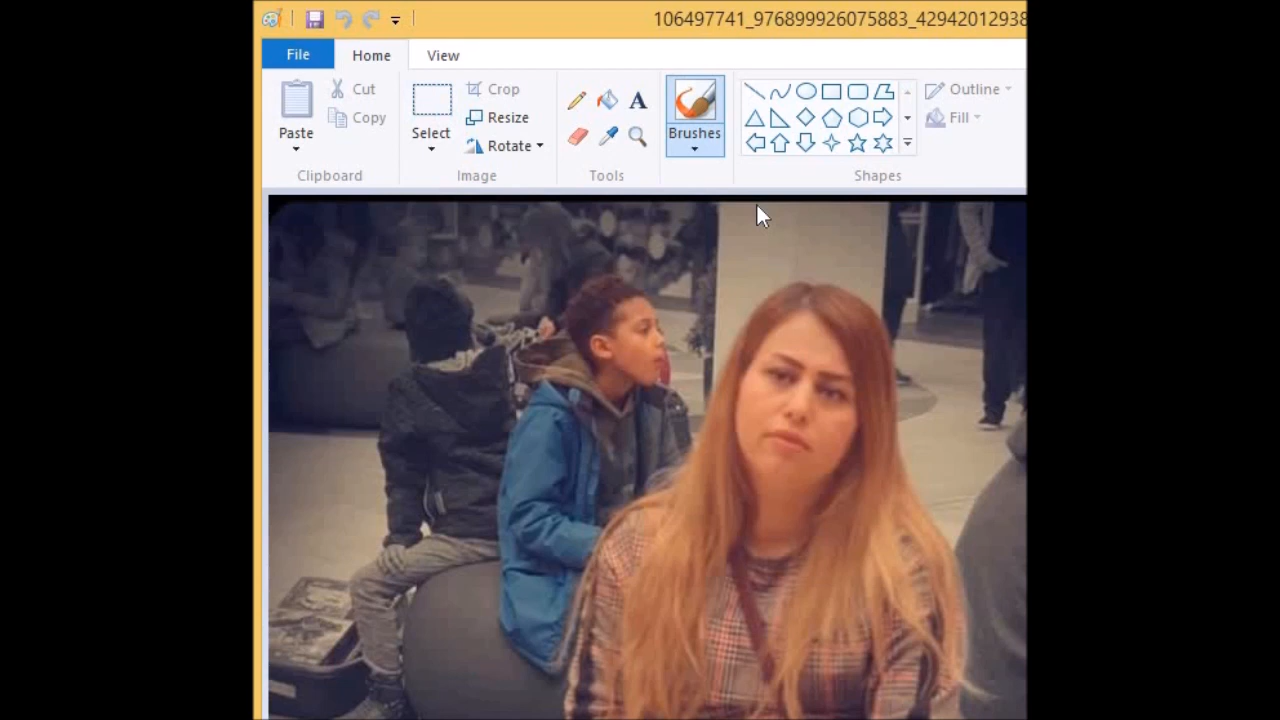 106497741_976899926075883_42942012938
File Home View
Paste
Cut
Copy
Clipboard
Select
Crop
Resize
Rotate
Image
A
Tools
Brushes
Outline
Fill
Shapes